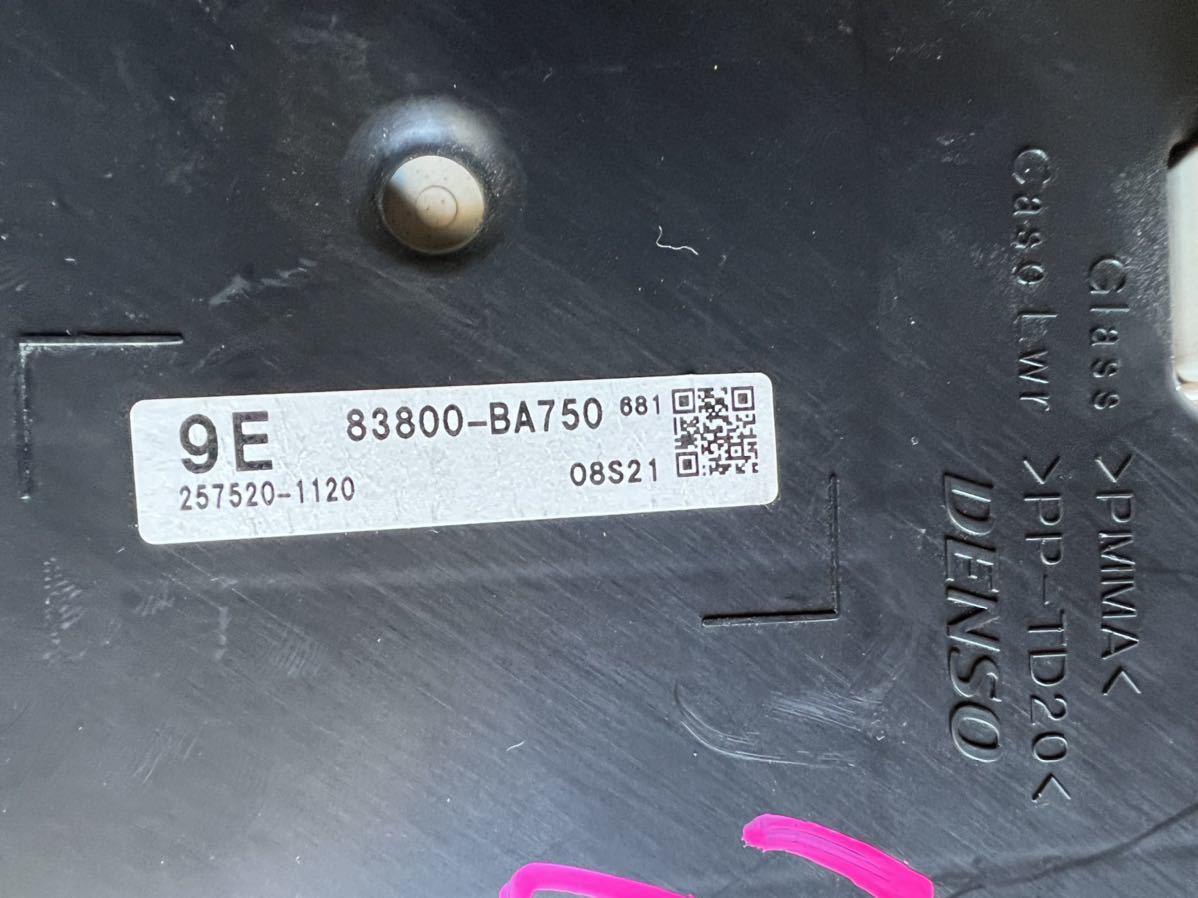 9E 83800-BA750 681
257520-1120 08S21
Glass >PMMA<
Case Lwr >PP-TD20<
DENSO